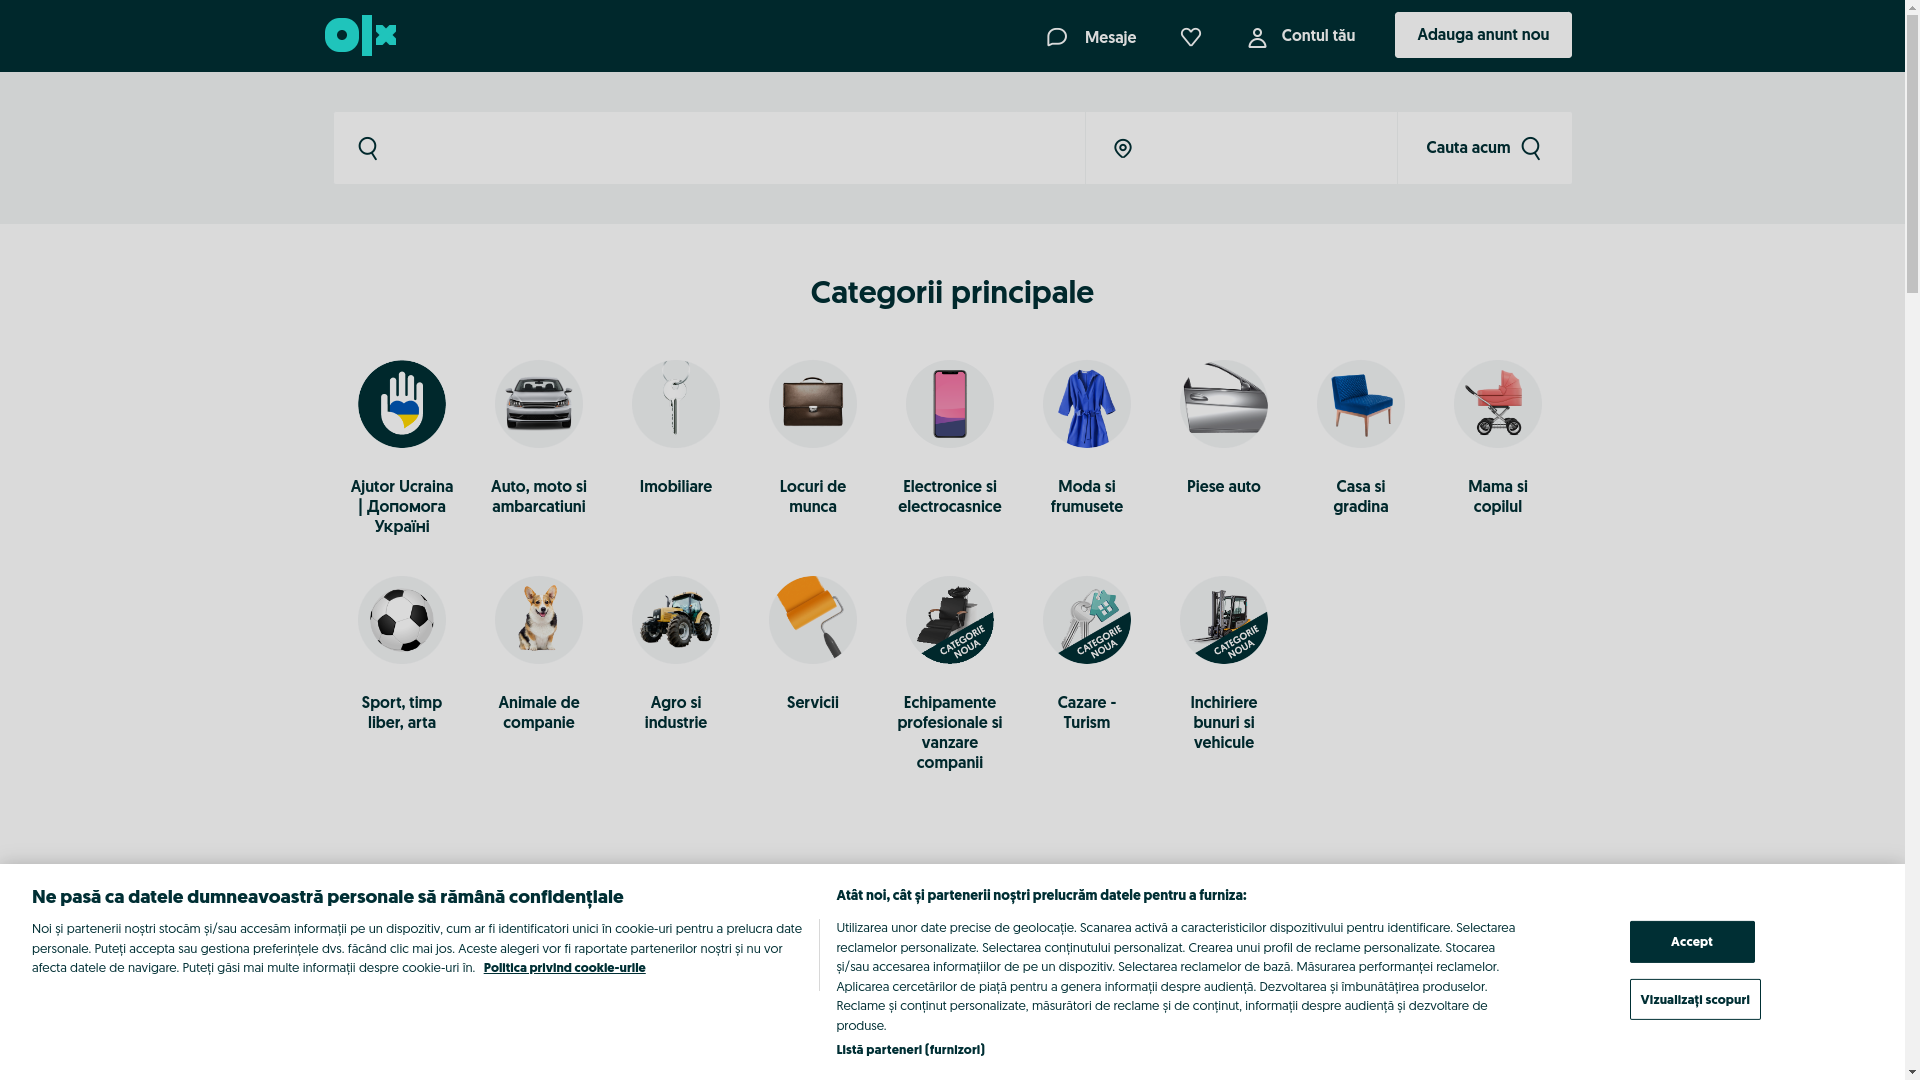 olx
Mesaje
Contul tău
Adauga anunt nou
Cauta acum
Categorii principale
Ajutor Ucraina
| Допомога
Україні
Auto, moto si
ambarcatiuni
Imobiliare
Locuri de
munca
Electronice si
electrocasnice
Moda si
frumusete
Piese auto
Casa si
gradina
Mama si
copilul
Sport, timp
liber, arta
Animale de
companie
Agro si
industrie
Servicii
CATEGORIE
NOUA
Echipamente
profesionale si
vanzare
companii
CATEGORIE
NOUA
Cazare -
Turism
CATEGORIE
NOUA
Inchiriere
bunuri si
vehicule
Ne pasă ca datele dumneavoastră personale să rămână confidențiale
Noi și partenerii noștri stocăm și/sau accesăm informații pe un dispozitiv, cum ar fi identificatori unici în cookie-uri pentru a prelucra date
personale. Puteți accepta sau gestiona preferințele dvs. făcând clic mai jos. Aceste alegeri vor fi raportate partenerilor noștri și nu vor
afecta datele de navigare. Puteți găsi mai multe informații despre cookie-uri în. Politica privind cookie-urile
Atât noi, cât și partenerii noștri prelucrăm datele pentru a furniza:
Utilizarea unor date precise de geolocație. Scanarea activă a caracteristicilor dispozitivului pentru identificare. Selectarea
reclamelor personalizate. Selectarea conținutului personalizat. Crearea unui profil de reclame personalizate. Stocarea
și/sau accesarea informațiilor de pe un dispozitiv. Selectarea reclamelor de bază. Măsurarea performanței reclamelor.
Aplicarea cercetărilor de piață pentru a genera informații despre audiență. Dezvoltarea și îmbunătățirea produselor.
Reclame și conținut personalizate, măsurători de reclame și de conținut, informații despre audiență și dezvoltare de
produse.
Listă parteneri (furnizori)
Accept
Vizualizați scopuri